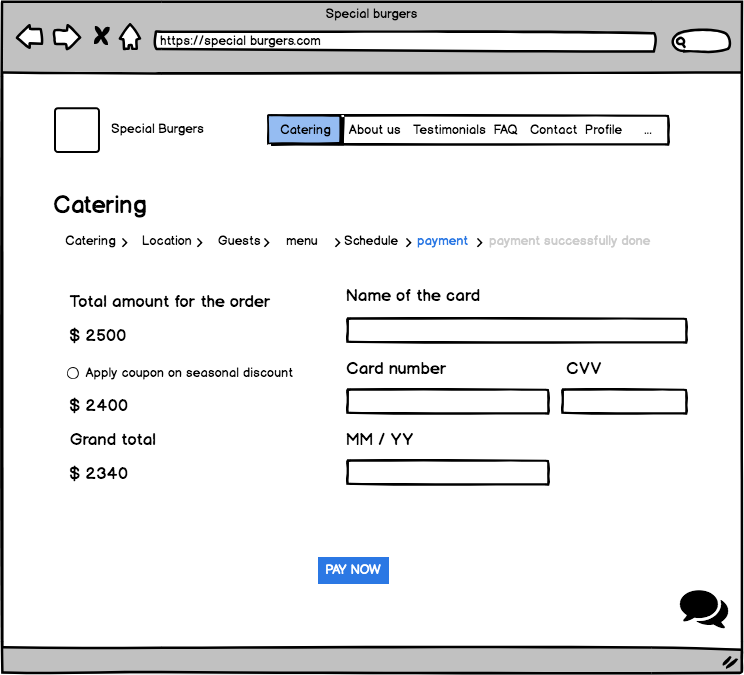 Special burgers
https://special burgers.com
Special Burgers
Catering About us Testimonials FAQ Contact Profile ...
Catering
Catering > Location > Guests > menu > Schedule > payment > payment successfully done
Total amount for the order
$ 2500
Apply coupon on seasonal discount
$ 2400
Grand total
$ 2340
Name of the card
Card number
CVV
MM / YY
PAY NOW